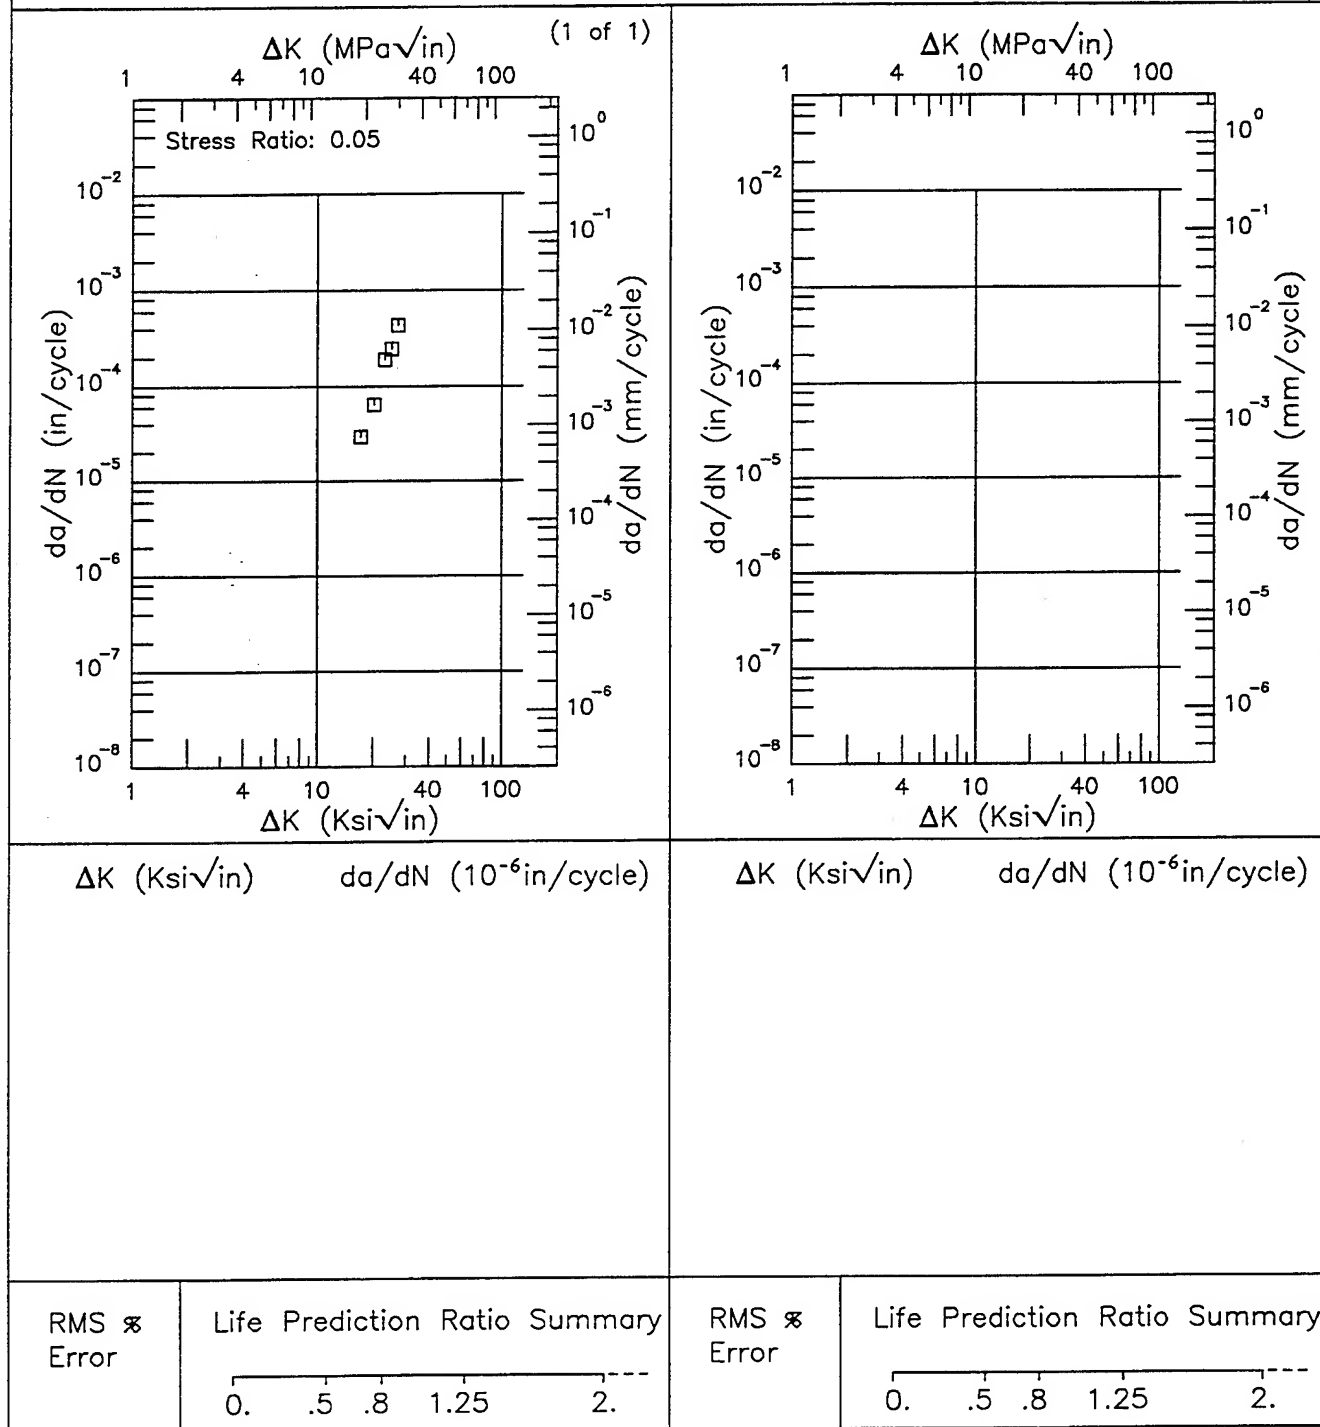 (1 of 1)
ΔK (MPa√in)
1 4 10 40 100
Stress Ratio: 0.05
10⁰
10⁻¹
10⁻²
10⁻³
10⁻⁴
10⁻⁵
10⁻⁶
da/dN (mm/cycle)
10⁻²
10⁻³
10⁻⁴
10⁻⁵
10⁻⁶
10⁻⁷
10⁻⁸
da/dN (in/cycle)
1 4 10 40 100
ΔK (Ksi√in)
ΔK (Ksi√in) da/dN (10⁻⁶in/cycle)
RMS % Error
Life Prediction Ratio Summary
0. .5 .8 1.25 2.
ΔK (MPa√in)
1 4 10 40 100
10⁰
10⁻¹
10⁻²
10⁻³
10⁻⁴
10⁻⁵
10⁻⁶
da/dN (mm/cycle)
10⁻²
10⁻³
10⁻⁴
10⁻⁵
10⁻⁶
10⁻⁷
10⁻⁸
da/dN (in/cycle)
1 4 10 40 100
ΔK (Ksi√in)
ΔK (Ksi√in) da/dN (10⁻⁶in/cycle)
RMS % Error
Life Prediction Ratio Summary
0. .5 .8 1.25 2.